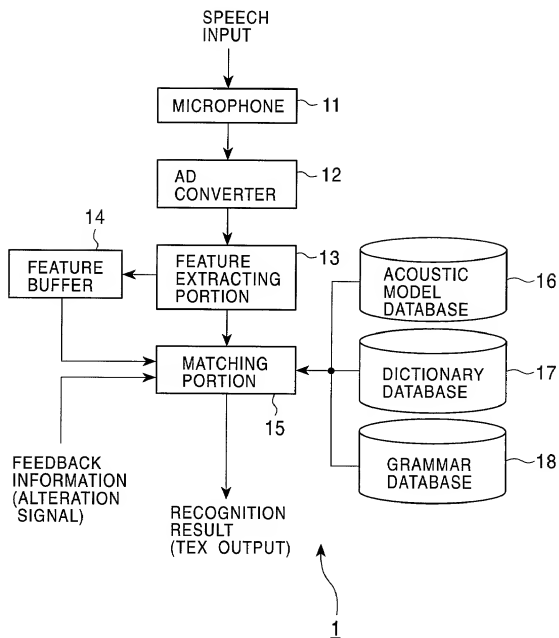 SPEECH
INPUT
MICROPHONE
11
AD
CONVERTER
12
14
FEATURE
BUFFER
FEATURE
EXTRACTING
PORTION
13
ACOUSTIC
MODEL
DATABASE
16
MATCHING
PORTION
15
DICTIONARY
DATABASE
17
GRAMMAR
DATABASE
18
FEEDBACK
INFORMATION
(ALTERATION
SIGNAL)
RECOGNITION
RESULT
(TEX OUTPUT)
1